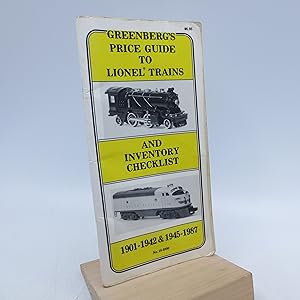 GREENBERG'S
PRICE GUIDE
TO
LIONEL® TRAINS
AND
INVENTORY
CHECKLIST
1901-1942 & 1945-1987